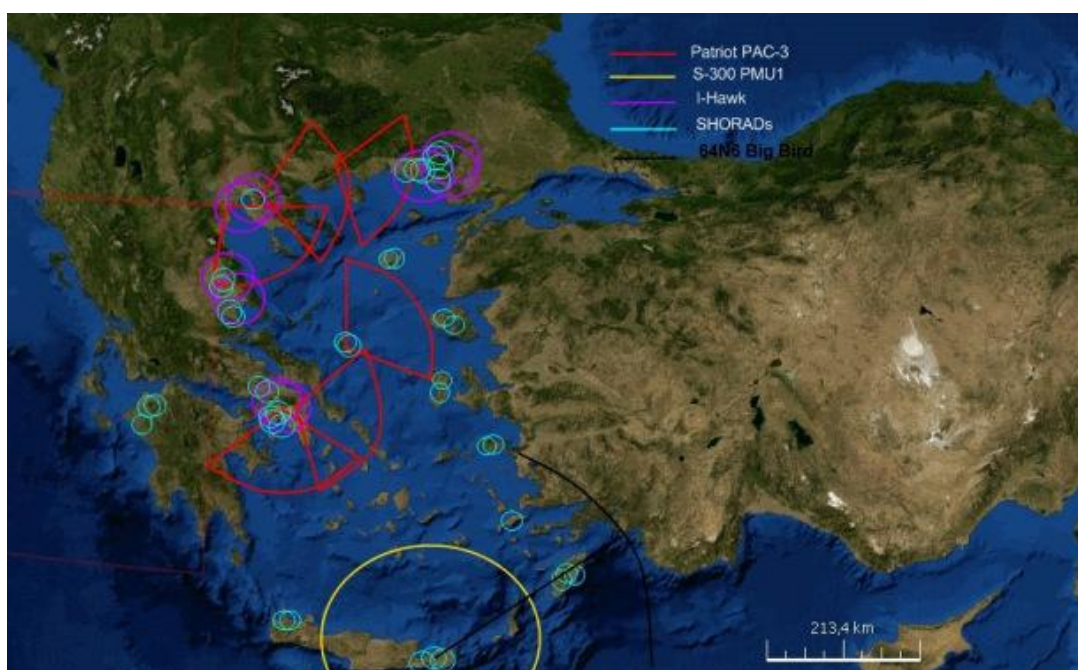 Patriot PAC-3
S-300 PMU1
I-Hawk
SHORADs
64N6 Big Bird
213,4 km